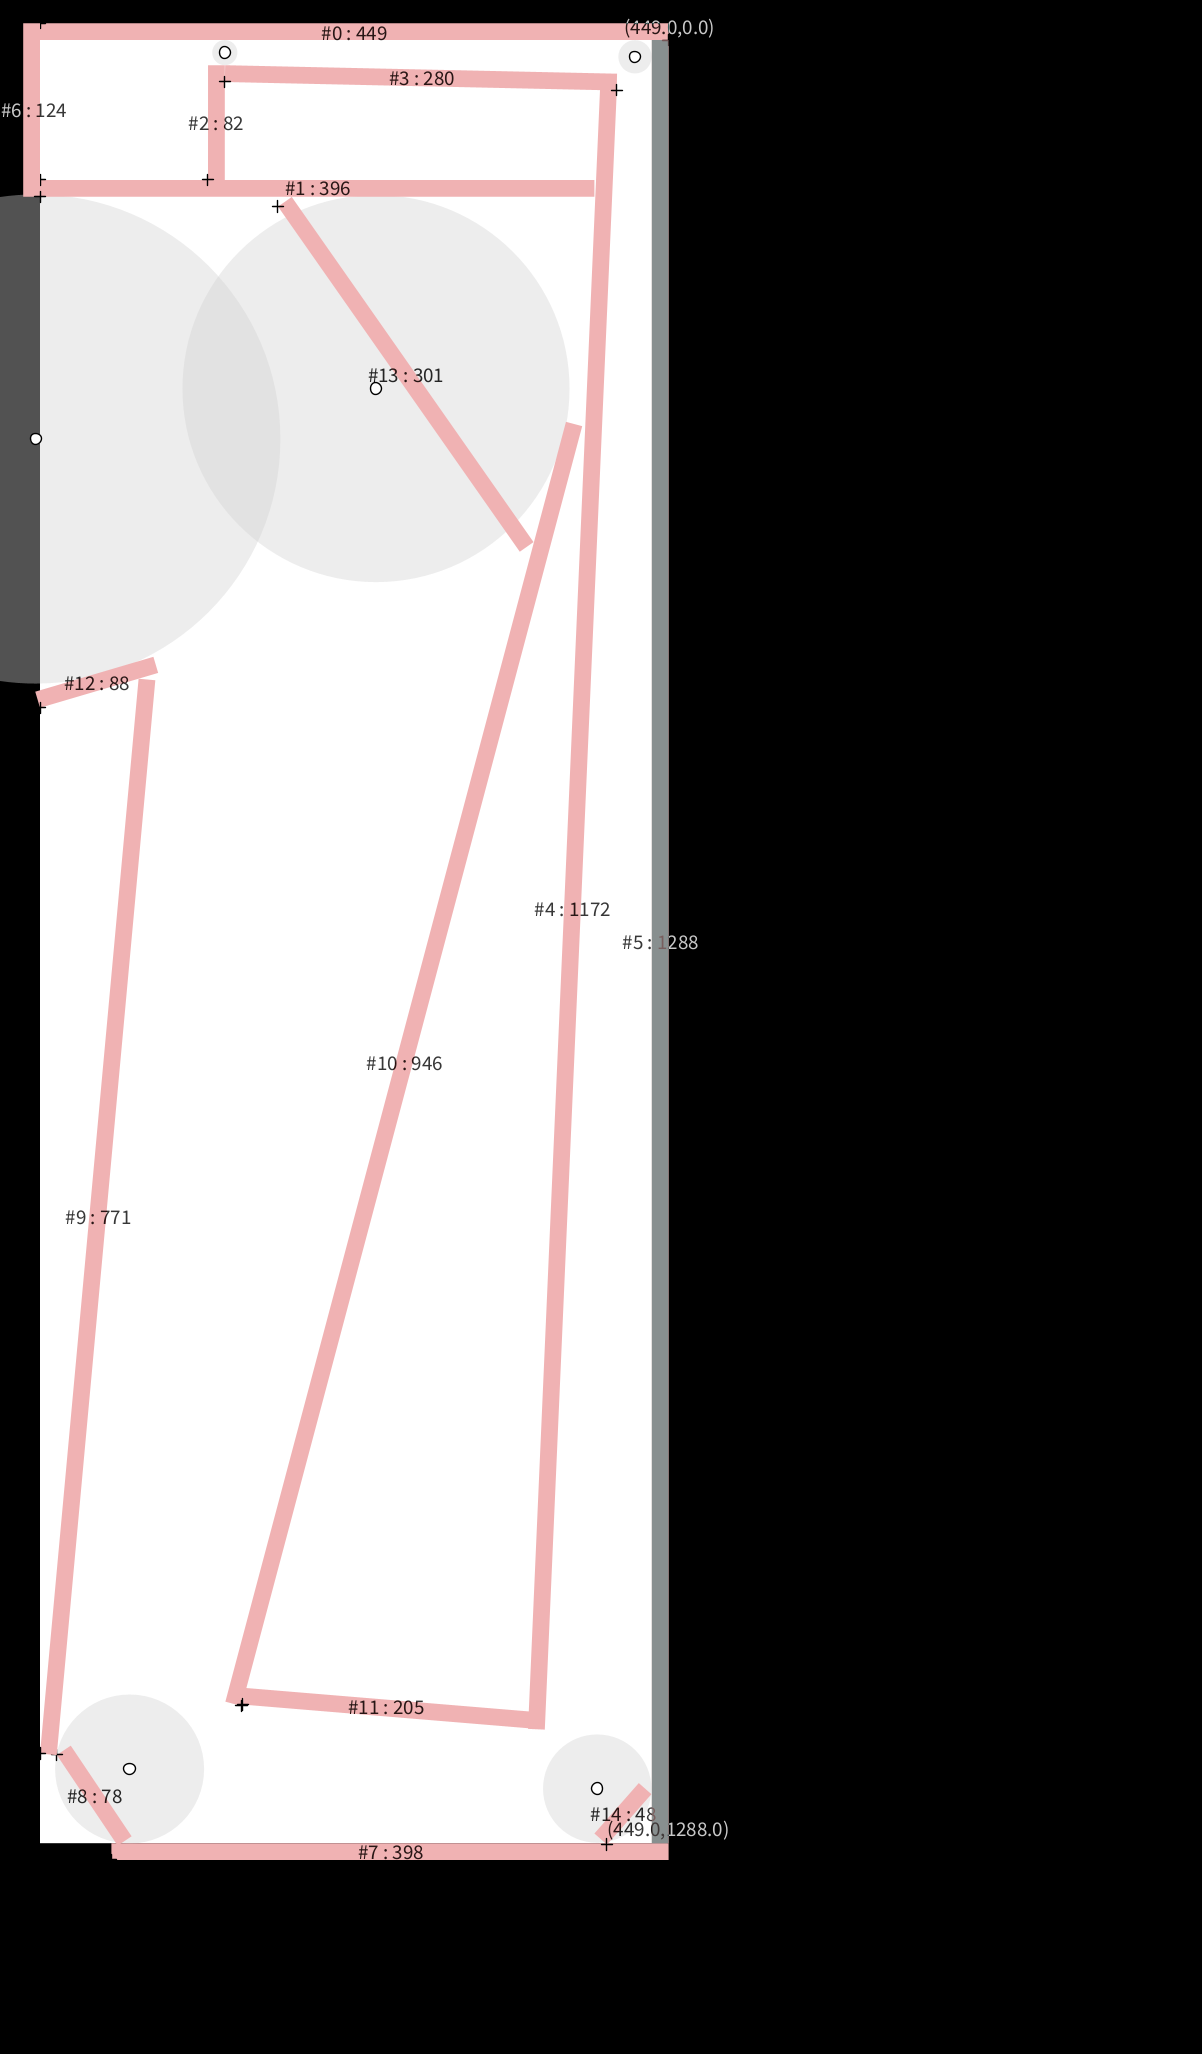 (449.0,0.0)
#0 : 449
#3 : 280
#6 : 124
#2 : 82
#1 : 396
#13 : 301
#12 : 88
#4 : 1172
#5 : 1288
#10 : 946
#9 : 771
#11 : 205
#8 : 78
#14 : 48
(449.0,1288.0)
#7 : 398